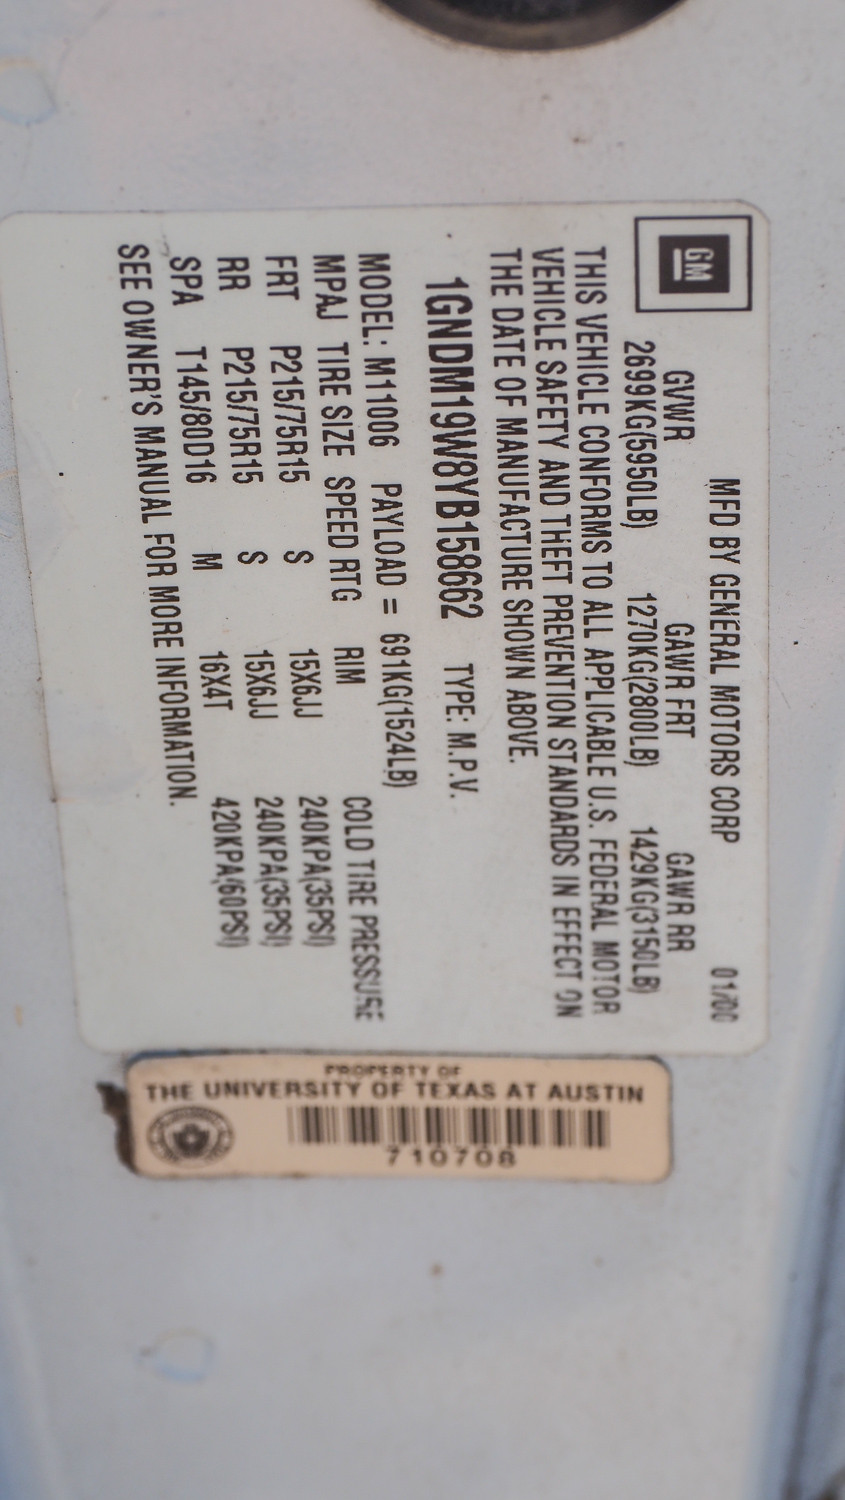 GM
MFD BY GENERAL MOTORS CORP 01/00
GVWR GAWR FRT GAWR RR
2699KG(5950LB) 1270KG(2800LB) 1429KG(3150LB)
THIS VEHICLE CONFORMS TO ALL APPLICABLE U.S. FEDERAL MOTOR
VEHICLE SAFETY AND THEFT PREVENTION STANDARDS IN EFFECT ON
THE DATE OF MANUFACTURE SHOWN ABOVE.
1GNDM19W8YB158662 TYPE: M.P.V.
MODEL: M11006 PAYLOAD = 691KG(1524LB)
MPAJ TIRE SIZE SPEED RTG RIM COLD TIRE PRESSURE
FRT P215/75R15 S 15X6JJ 240KPA(35PSI)
RR P215/75R15 S 15X6JJ 240KPA(35PSI)
SPA T145/80D16 M 16X4T 420KPA(60PSI)
SEE OWNER'S MANUAL FOR MORE INFORMATION.
PROPERTY OF
THE UNIVERSITY OF TEXAS AT AUSTIN
710708